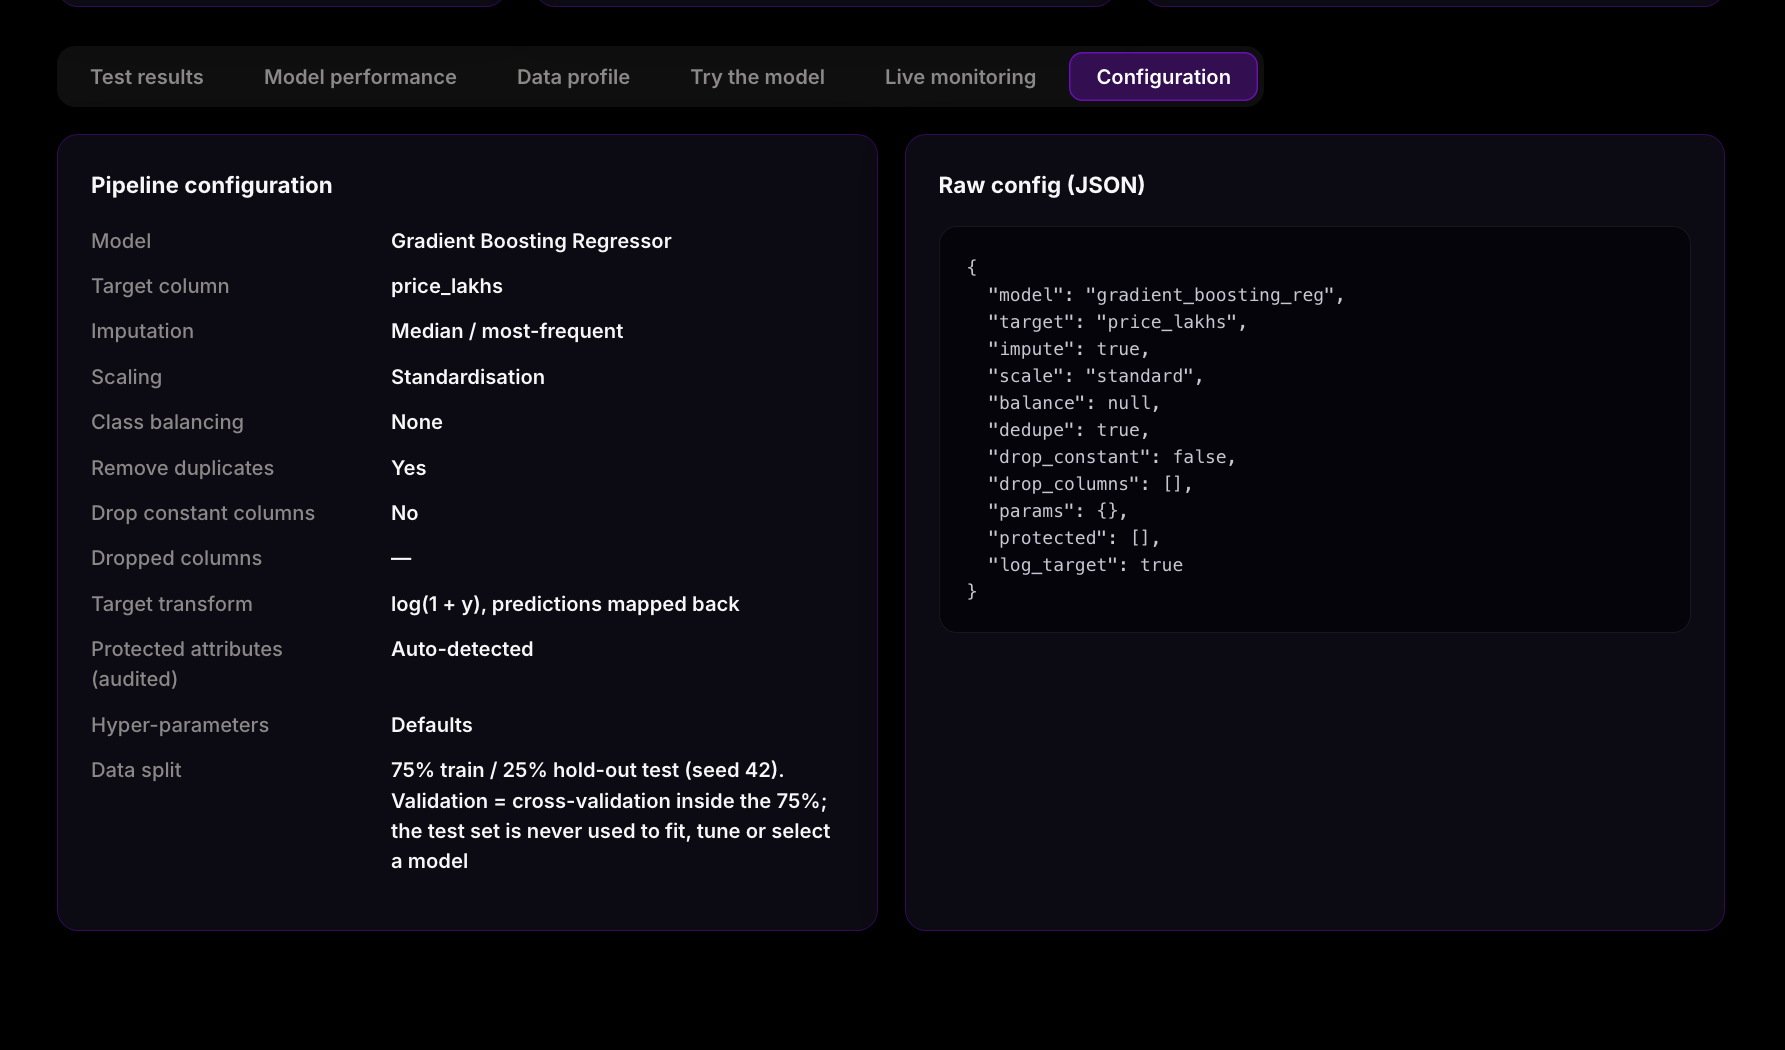 Test results Model performance Data profile Try the model Live monitoring Configuration
Pipeline configuration
Model Gradient Boosting Regressor
Target column price_lakhs
Imputation Median / most-frequent
Scaling Standardisation
Class balancing None
Remove duplicates Yes
Drop constant columns No
Dropped columns —
Target transform log(1 + y), predictions mapped back
Protected attributes Auto-detected
(audited)
Hyper-parameters Defaults
Data split 75% train / 25% hold-out test (seed 42).
Validation = cross-validation inside the 75%;
the test set is never used to fit, tune or select
a model
Raw config (JSON)
{
  "model": "gradient_boosting_reg",
  "target": "price_lakhs",
  "impute": true,
  "scale": "standard",
  "balance": null,
  "dedupe": true,
  "drop_constant": false,
  "drop_columns": [],
  "params": {},
  "protected": [],
  "log_target": true
}